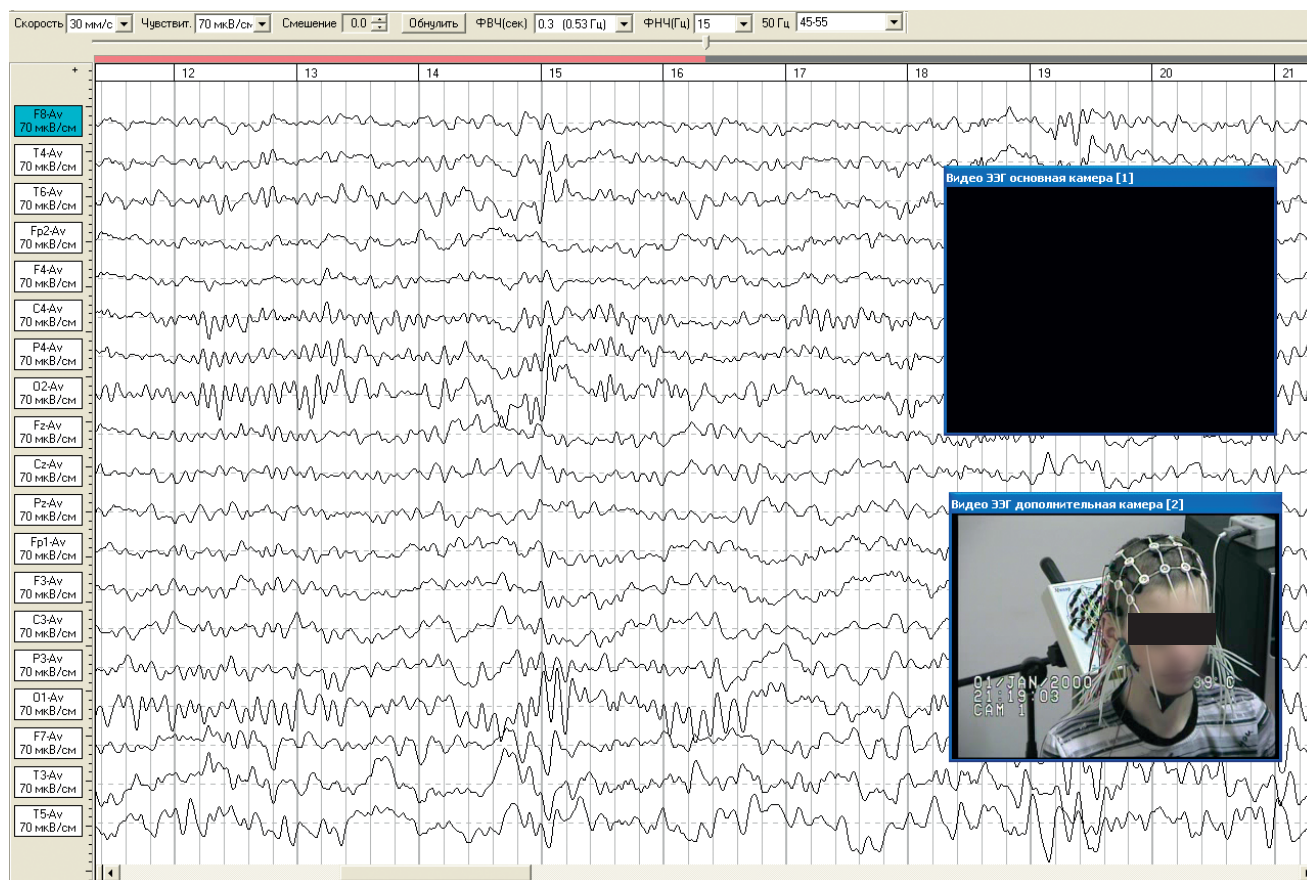 Скорость 30 мм/с Чувствит. 70 мкВ/см Смешение 0.0 Обнулить ФВЧ(сек) 0.3 (0.53 Гц) ФНЧ(Гц) 15 50 Гц 45-55
12 13 14 15 16 17 18 19 20 21
F8-Av
70 мкВ/см
T4-Av
70 мкВ/см
T6-Av
70 мкВ/см
Fp2-Av
70 мкВ/см
F4-Av
70 мкВ/см
C4-Av
70 мкВ/см
P4-Av
70 мкВ/см
O2-Av
70 мкВ/см
Fz-Av
70 мкВ/см
Cz-Av
70 мкВ/см
Pz-Av
70 мкВ/см
Fp1-Av
70 мкВ/см
F3-Av
70 мкВ/см
C3-Av
70 мкВ/см
P3-Av
70 мкВ/см
O1-Av
70 мкВ/см
F7-Av
70 мкВ/см
T3-Av
70 мкВ/см
T5-Av
70 мкВ/см
Видео ЭЭГ основная камера [1]
Видео ЭЭГ дополнительная камера [2]
01/JAN/2000
21:19:03
CAM 1